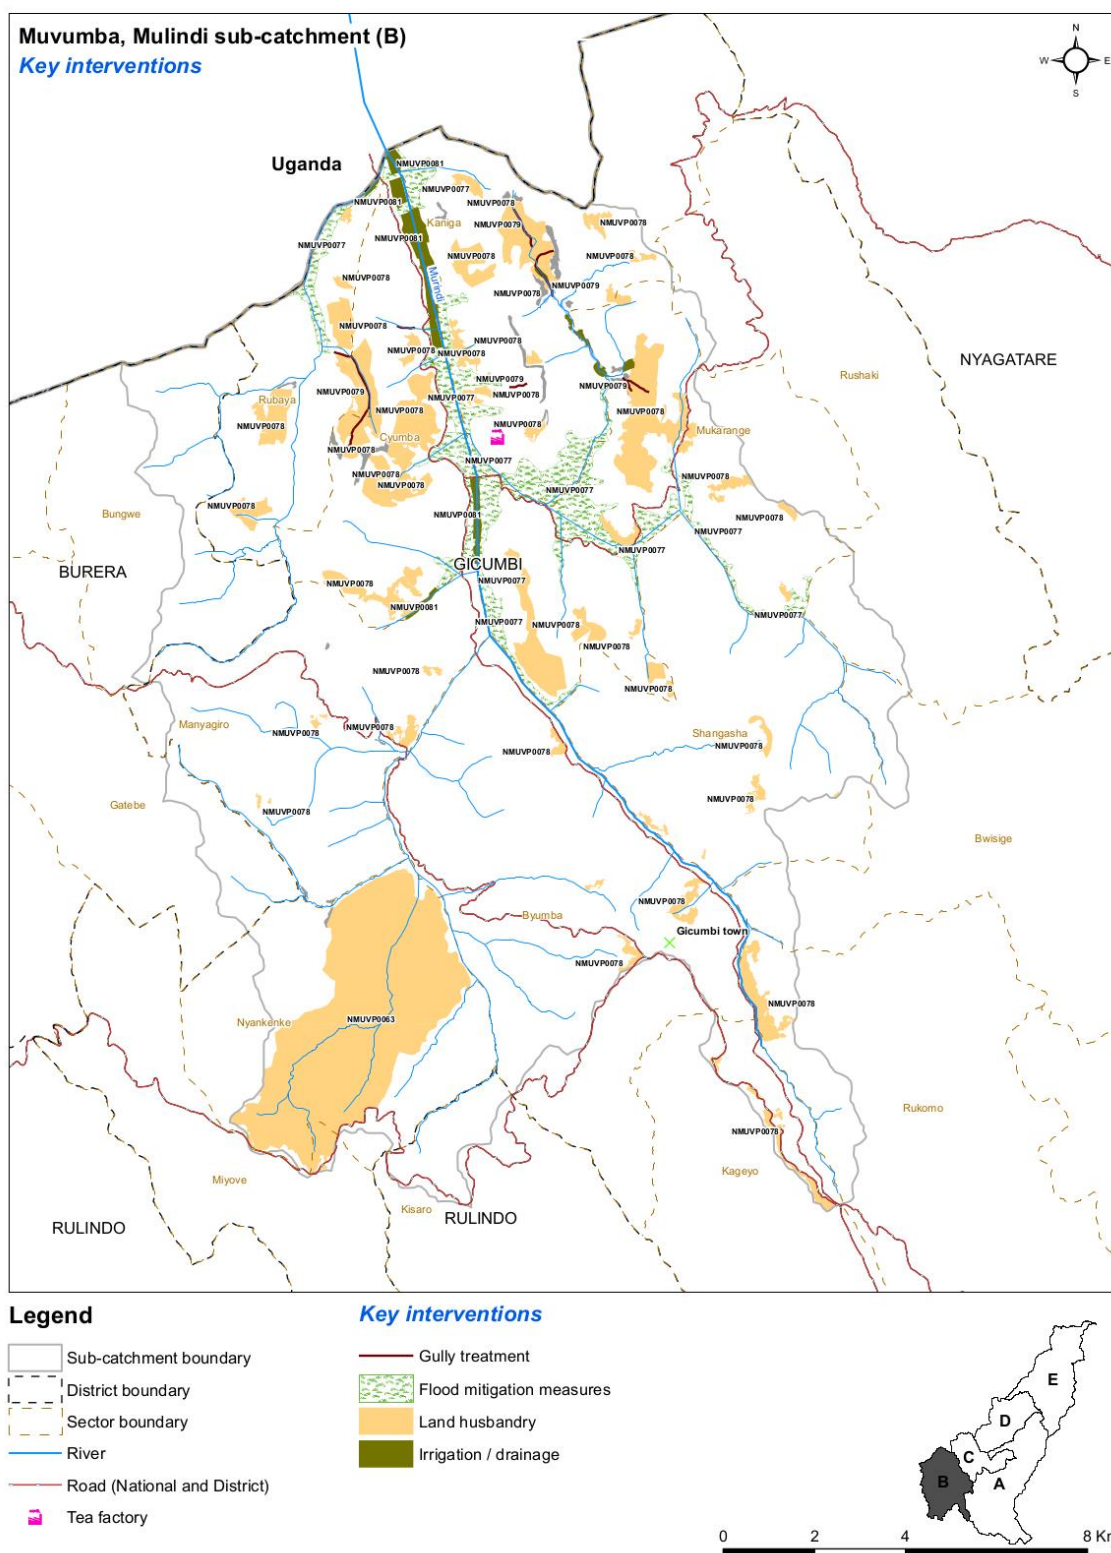 Muvumba, Mulindi sub-catchment (B)
Key interventions
N
W E
S
Uganda
NMUVP0081
NMUVP0077
NMUVP0081
NMUVP0078
NMUVP0079
NMUVP0078
Kaniga
NMUVP0081
NMUVP0077
NMUVP0078
NMUVP0078
Murindi
NMUVP0078
NMUVP0079
NMUVP0078
NMUVP0078
NMUVP0078
NMUVP0078
NMUVP0078
NYAGATARE
Rushaki
NMUVP0079
NMUVP0079
NMUVP0079
NMUVP0078
NMUVP0077
Rubaya
NMUVP0078
NMUVP0078
NMUVP0078
NMUVP0078
Cyumba
Mukarange
NMUVP0078
NMUVP0077
NMUVP0078
NMUVP0078
NMUVP0078
NMUVP0077
NMUVP0078
Bungwe
NMUVP0081
NMUVP0078
NMUVP0077
NMUVP0077
BURERA
GICUMBI
NMUVP0078
NMUVP0077
NMUVP0081
NMUVP0077
NMUVP0077
NMUVP0078
NMUVP0078
NMUVP0078
NMUVP0078
Manyagiro
NMUVP0078
NMUVP0078
Shangasha
NMUVP0078
NMUVP0078
Gatebe
NMUVP0078
NMUVP0078
Bwisige
NMUVP0078
Byumba
Gicumbi town
NMUVP0078
NMUVP0078
Nyankenke
NMUVP0063
Rukomo
NMUVP0078
Miyove
Kageyo
Kisaro
RULINDO
RULINDO
Legend
Sub-catchment boundary
District boundary
Sector boundary
River
Road (National and District)
Tea factory
Key interventions
Gully treatment
Flood mitigation measures
Land husbandry
Irrigation / drainage
E
D
C
B
A
0 2 4 8 Km